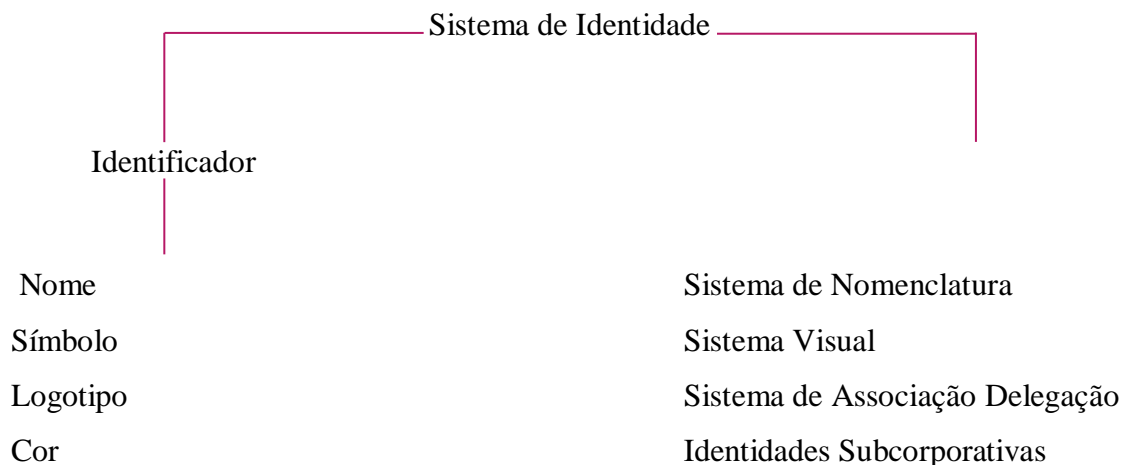 Sistema de Identidade
Identificador
Nome
Símbolo
Logotipo
Cor
Sistema de Nomenclatura
Sistema Visual
Sistema de Associação Delegação
Identidades Subcorporativas